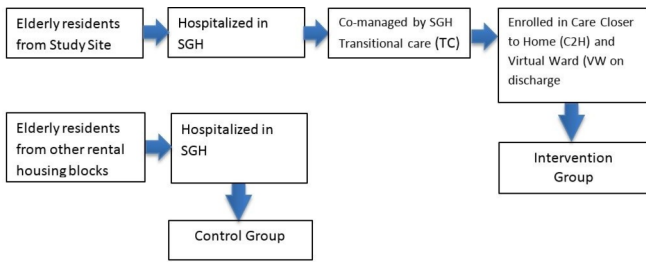 Elderly residents
from Study Site
Hospitalized in
SGH
Co-managed by SGH
Transitional care (TC)
Enrolled in Care Closer
to Home (C2H) and
Virtual Ward (VW on
discharge
Elderly residents
from other rental
housing blocks
Hospitalized in
SGH
Intervention
Group
Control Group